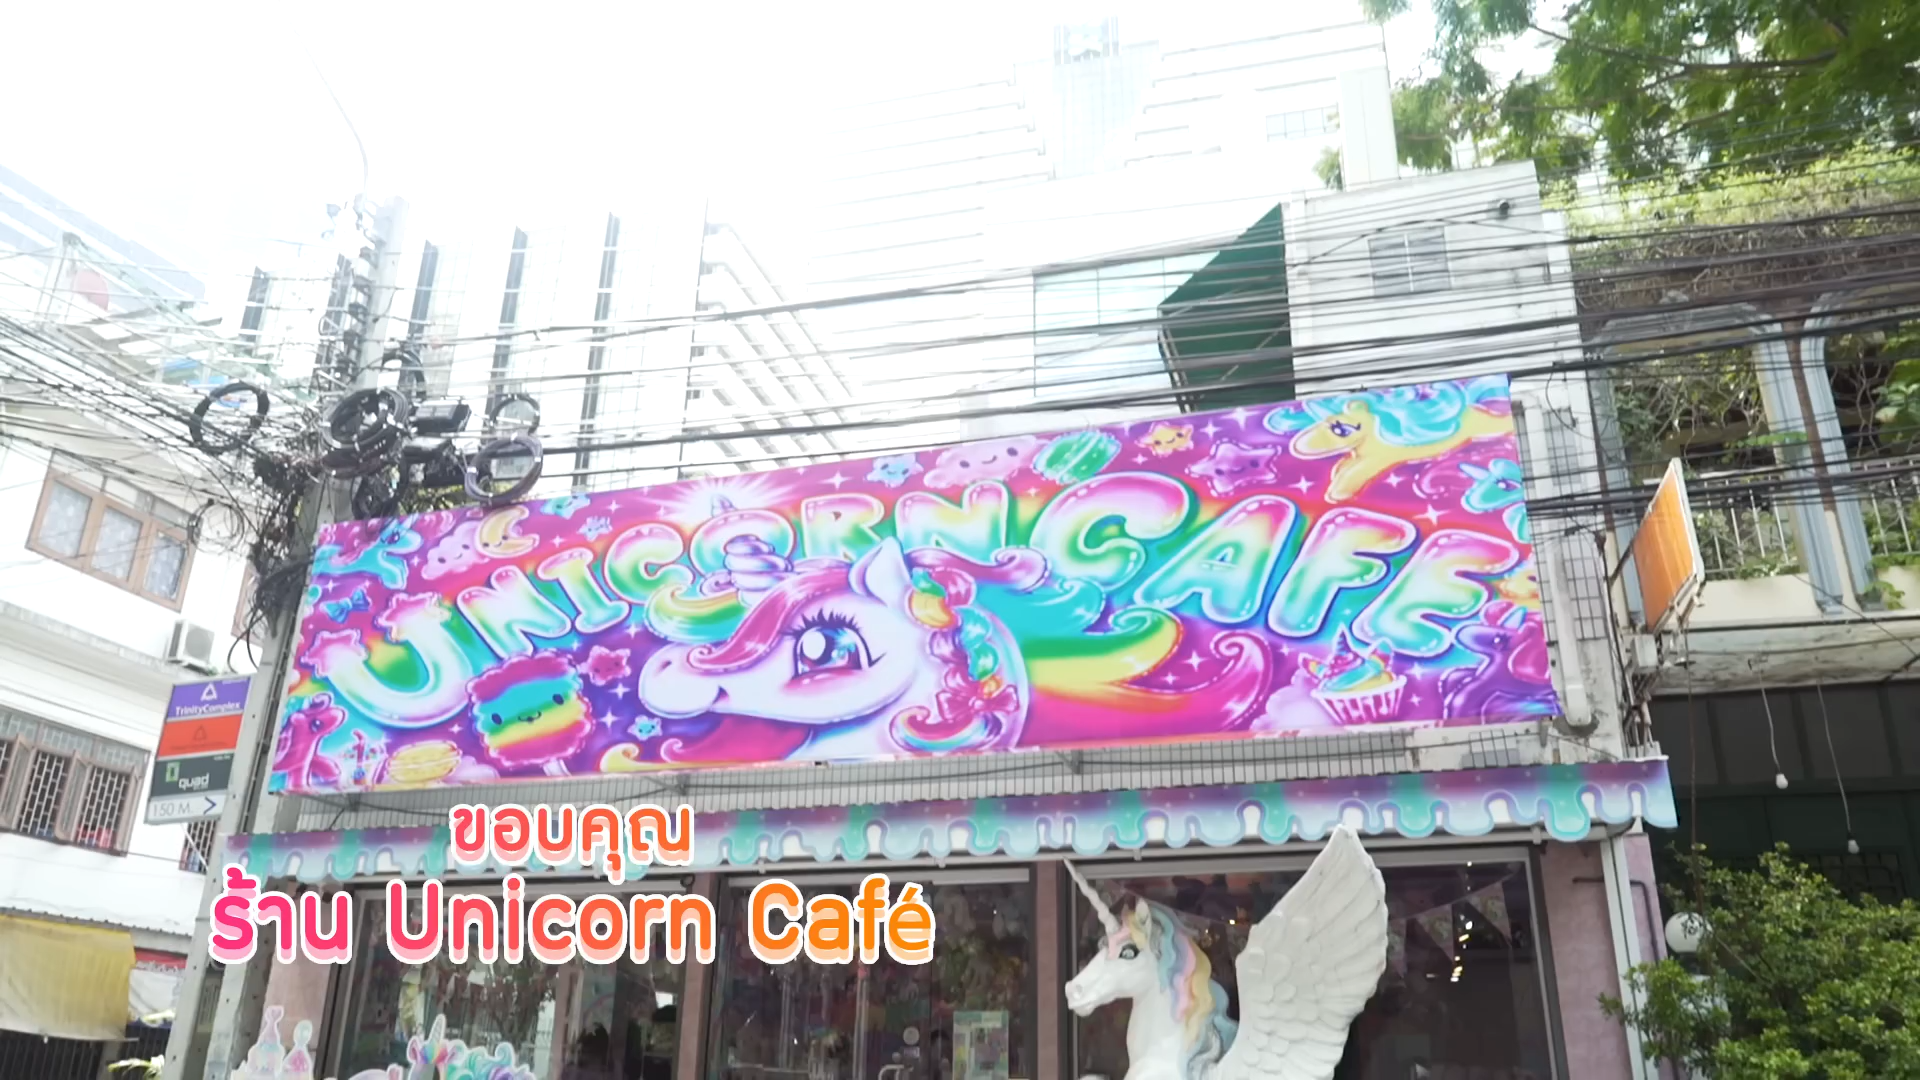 UNICORN CAFE
TrinityComplex
quad
150 M.
ขอบคุณ
ร้าน Unicorn Café